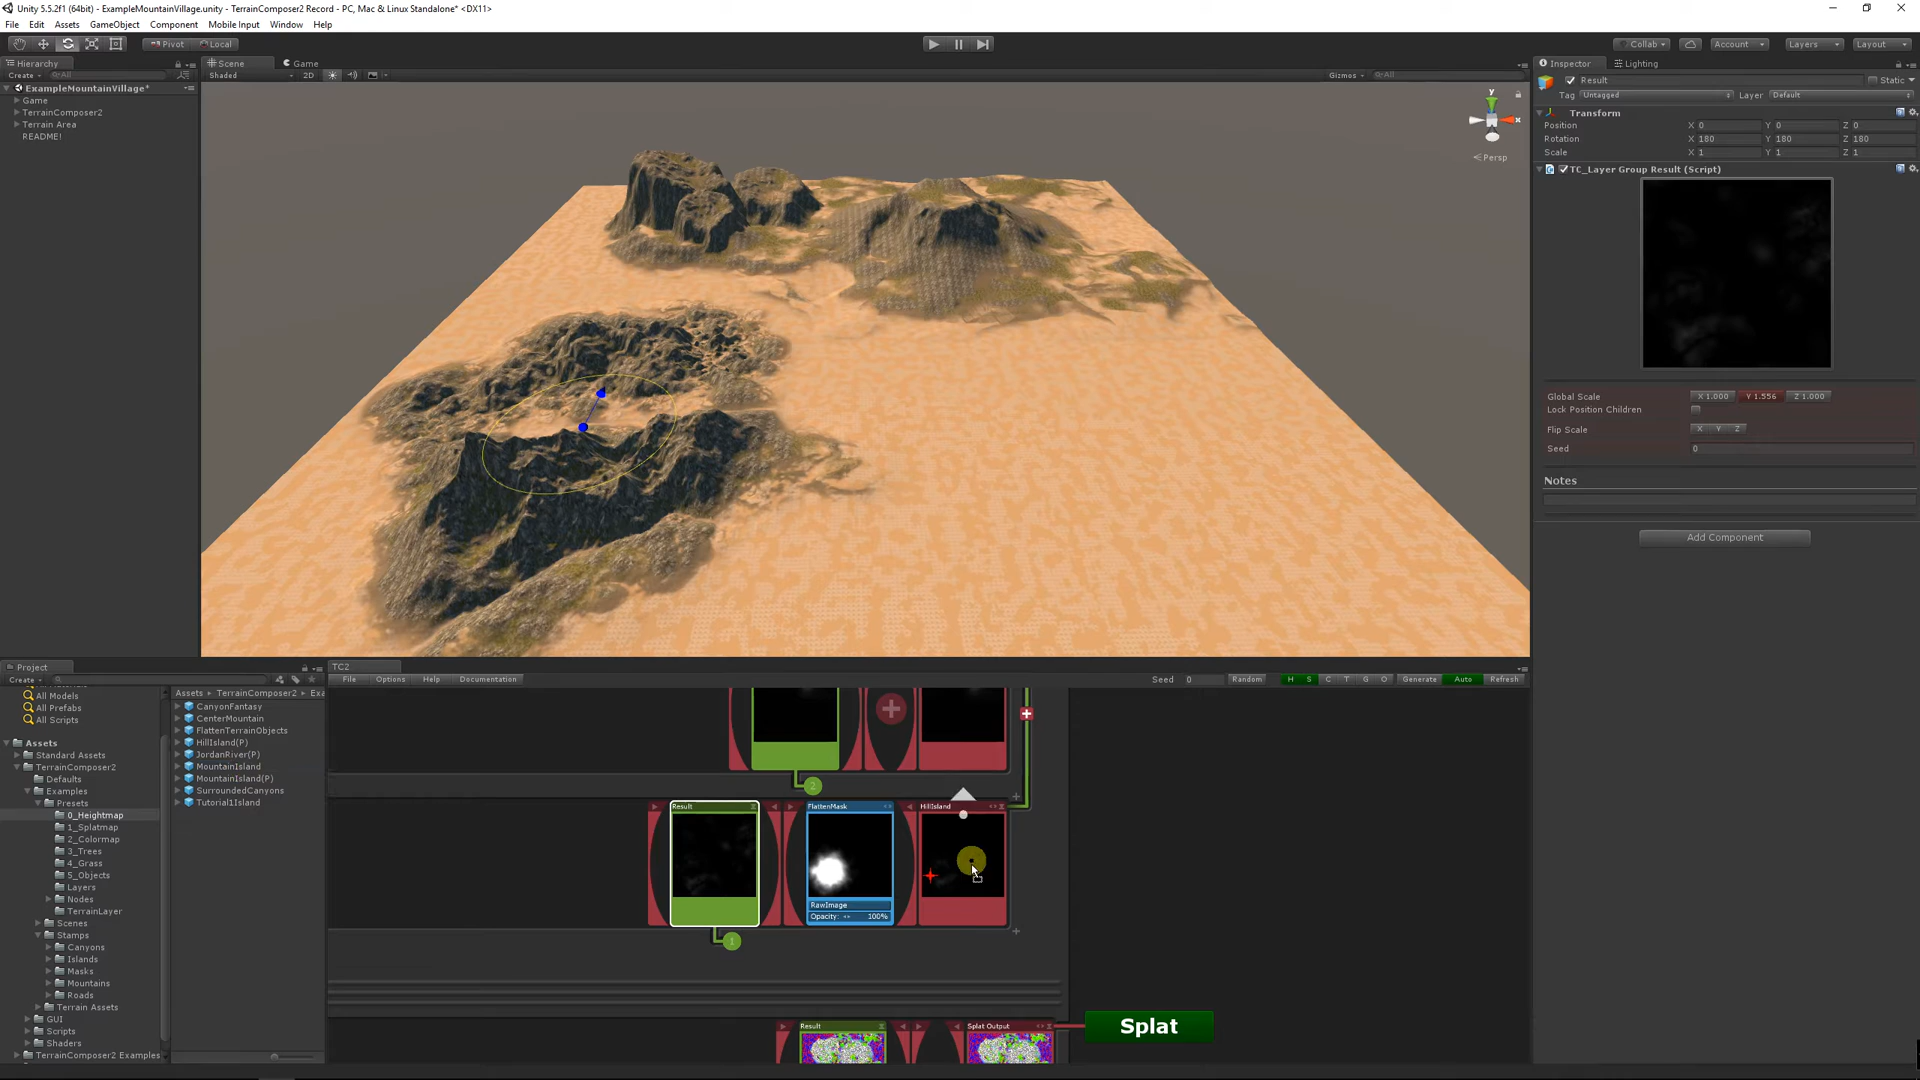 Unity 5.5.2f1 (64bit) - ExampleMountainVillage.unity - TerrainComposer2 Record - PC, Mac & Linux Standalone* <DX11>
File Edit Assets GameObject Component Mobile Input Window Help
Pivot Local Collab Account Layers Layout
Hierarchy Scene Game Inspector Lighting
Create All Shaded 2D Gizmos All
ExampleMountainVillage*
Game
TerrainComposer2
Terrain Area
README!
y
x
Persp
Result Static
Tag Untagged Layer Default
Transform
Position X 0 Y 0 Z 0
Rotation X 180 Y 180 Z 180
Scale X 1 Y 1 Z 1
TC_Layer Group Result (Script)
Global Scale X 1.000 Y 1.556 Z 1.000
Lock Position Children
Flip Scale X Y Z
Seed 0
Notes
Add Component
Project
Create
All Models
All Prefabs
All Scripts
Assets
Standard Assets
TerrainComposer2
Defaults
Examples
Presets
0_Heightmap
1_Splatmap
2_Colormap
3_Trees
4_Grass
5_Objects
Layers
Nodes
TerrainLayer
Scenes
Stamps
Canyons
Islands
Masks
Mountains
Roads
Terrain Assets
GUI
Scripts
Shaders
TerrainComposer2 Examples
Assets TerrainComposer2 Exa
CanyonFantasy
CenterMountain
FlattenTerrainObjects
HillIsland(P)
JordanRiver(P)
MountainIsland
MountainIsland(P)
SurroundedCanyons
Tutorial1Island
TC2
File Options Help Documentation Seed 0 Random H S C T G O Generate Auto Refresh
2
Result FlattenMask HillIsland
RawImage
Opacity: 100%
1
Result Splat Output Splat